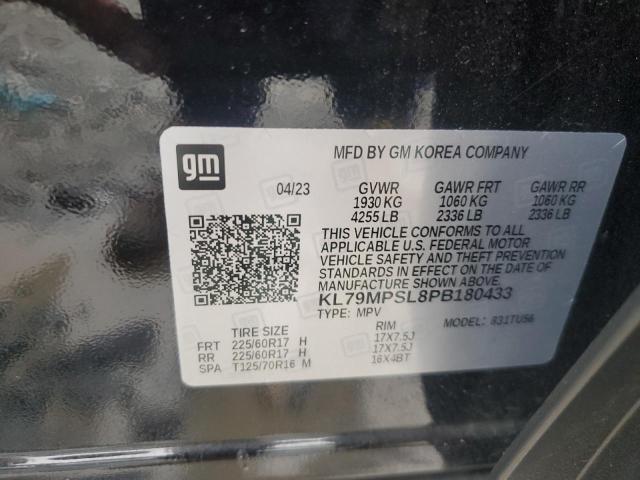 gm
MFD BY GM KOREA COMPANY
04/23 GVWR GAWR FRT GAWR RR
1930 KG 1060 KG 1060 KG
4255 LB 2336 LB 2336 LB
THIS VEHICLE CONFORMS TO ALL
APPLICABLE U.S. FEDERAL MOTOR
VEHICLE SAFETY AND THEFT PREVENTION
STANDARDS IN EFFECT ON THE DATE OF
MANUFACTURE SHOWN ABOVE.
KL79MPSL8PB180433
TYPE: MPV MODEL: 831TU56
TIRE SIZE RIM
FRT 225/60R17 H 17X7.5J
RR 225/60R17 H 17X7.5J
SPA T125/70R16 M 16X4BT